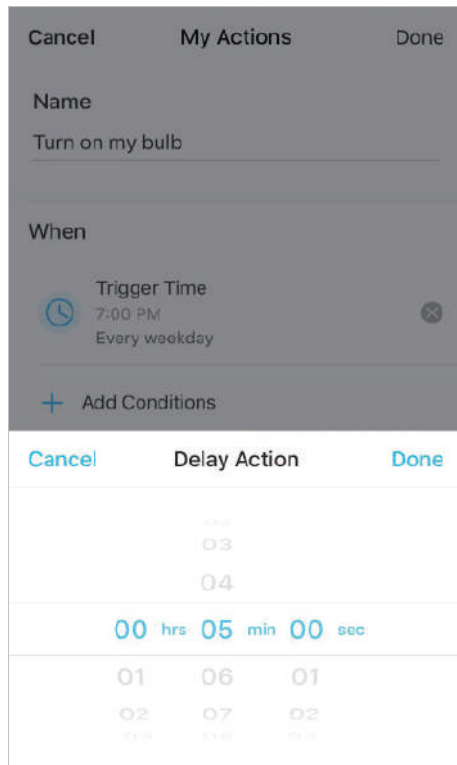 Cancel My Actions Done
Name
Turn on my bulb
When
Trigger Time
7:00 PM
Every weekday
Add Conditions
Cancel Delay Action Done
03
04
00 hrs 05 min 00 sec
01 06 01
02 07 02